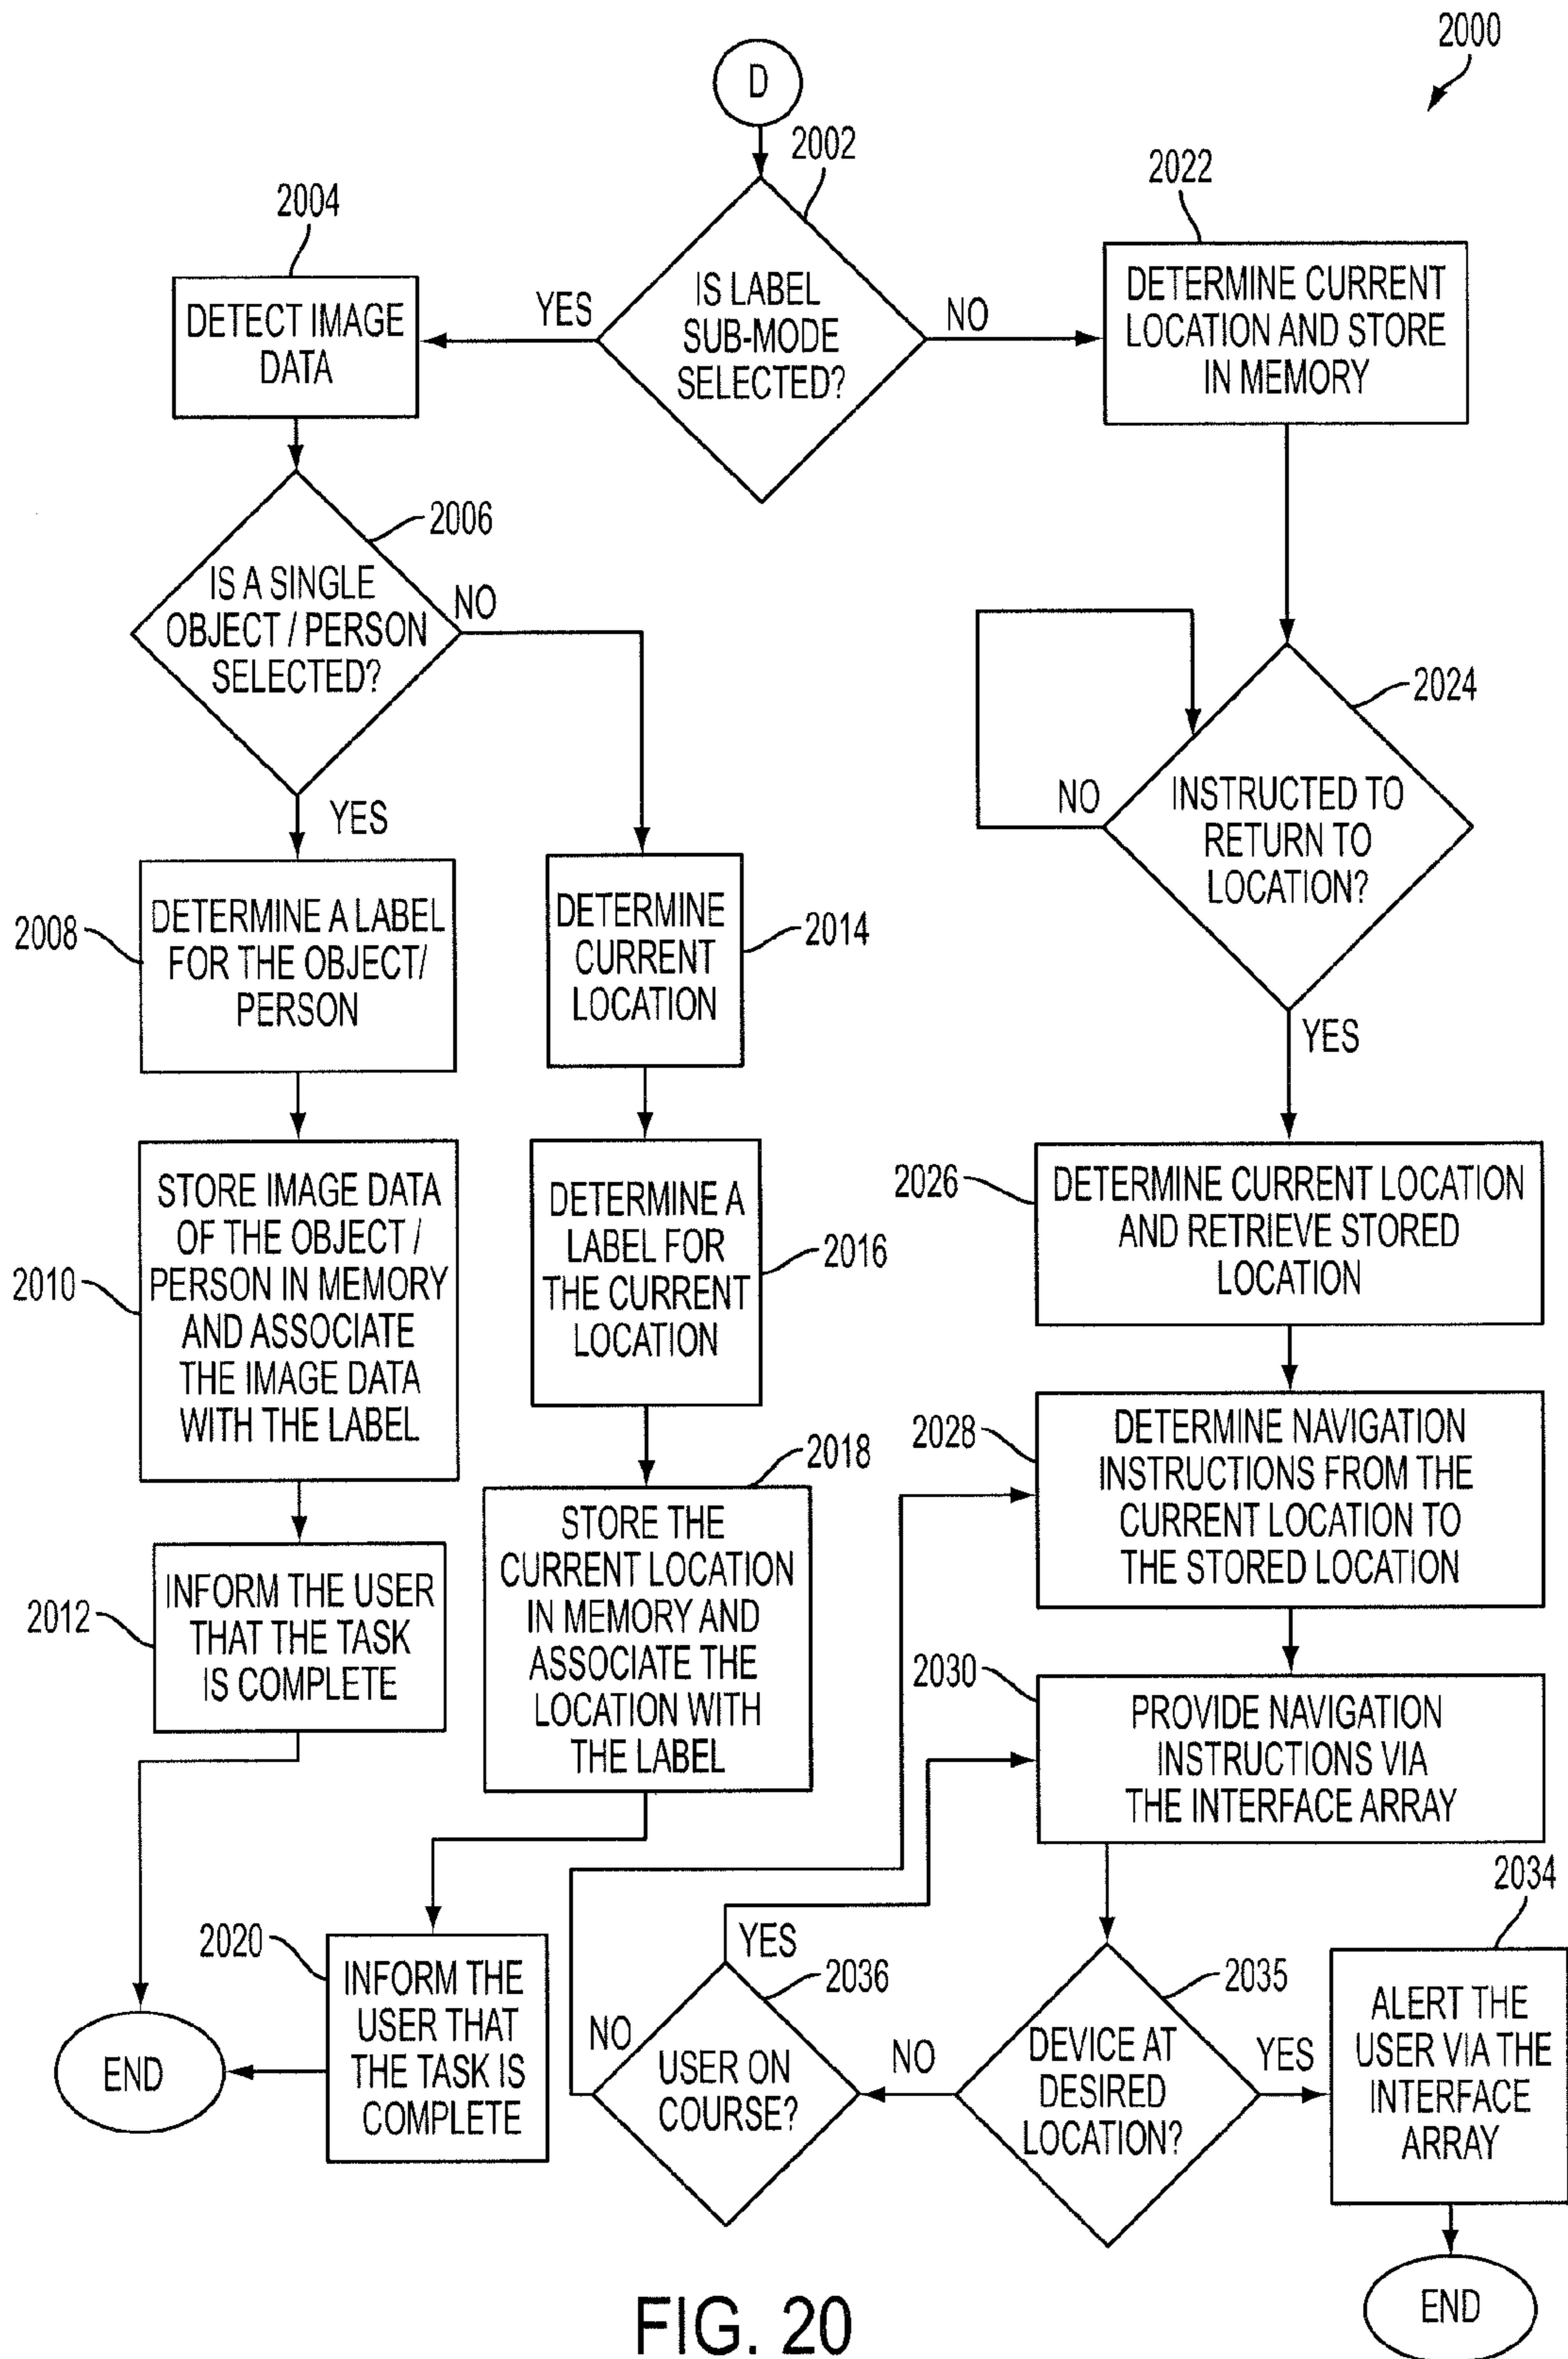 2000
D
2002
IS LABEL
SUB-MODE
SELECTED?
YES
NO
2004
DETECT IMAGE
DATA
2022
DETERMINE CURRENT
LOCATION AND STORE
IN MEMORY
2006
IS A SINGLE
OBJECT / PERSON
SELECTED?
NO
YES
2024
INSTRUCTED TO
RETURN TO
LOCATION?
NO
YES
2008
DETERMINE A LABEL
FOR THE OBJECT/
PERSON
2014
DETERMINE
CURRENT
LOCATION
2010
STORE IMAGE DATA
OF THE OBJECT /
PERSON IN MEMORY
AND ASSOCIATE
THE IMAGE DATA
WITH THE LABEL
2016
DETERMINE A
LABEL FOR
THE CURRENT
LOCATION
2026
DETERMINE CURRENT LOCATION
AND RETRIEVE STORED
LOCATION
2012
INFORM THE USER
THAT THE TASK
IS COMPLETE
2018
STORE THE
CURRENT LOCATION
IN MEMORY AND
ASSOCIATE THE
LOCATION WITH
THE LABEL
2028
DETERMINE NAVIGATION
INSTRUCTIONS FROM THE
CURRENT LOCATION TO
THE STORED LOCATION
2030
PROVIDE NAVIGATION
INSTRUCTIONS VIA
THE INTERFACE ARRAY
2020
INFORM THE
USER THAT
THE TASK IS
COMPLETE
END
YES
2036
NO
USER ON
COURSE?
NO
2035
DEVICE AT
DESIRED
LOCATION?
YES
2034
ALERT THE
USER VIA THE
INTERFACE
ARRAY
END
FIG. 20